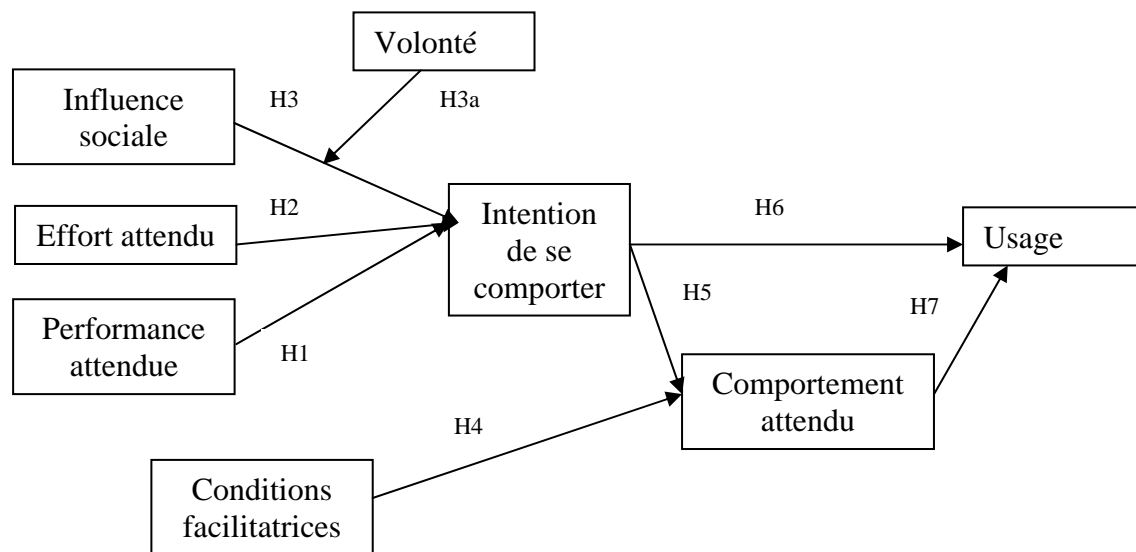 Volonté
Influence
sociale
H3
H3a
Effort attendu
H2
Intention
de se
comporter
H6
Usage
Performance
attendue
H1
H5
H7
Comportement
attendu
H4
Conditions
facilitatrices